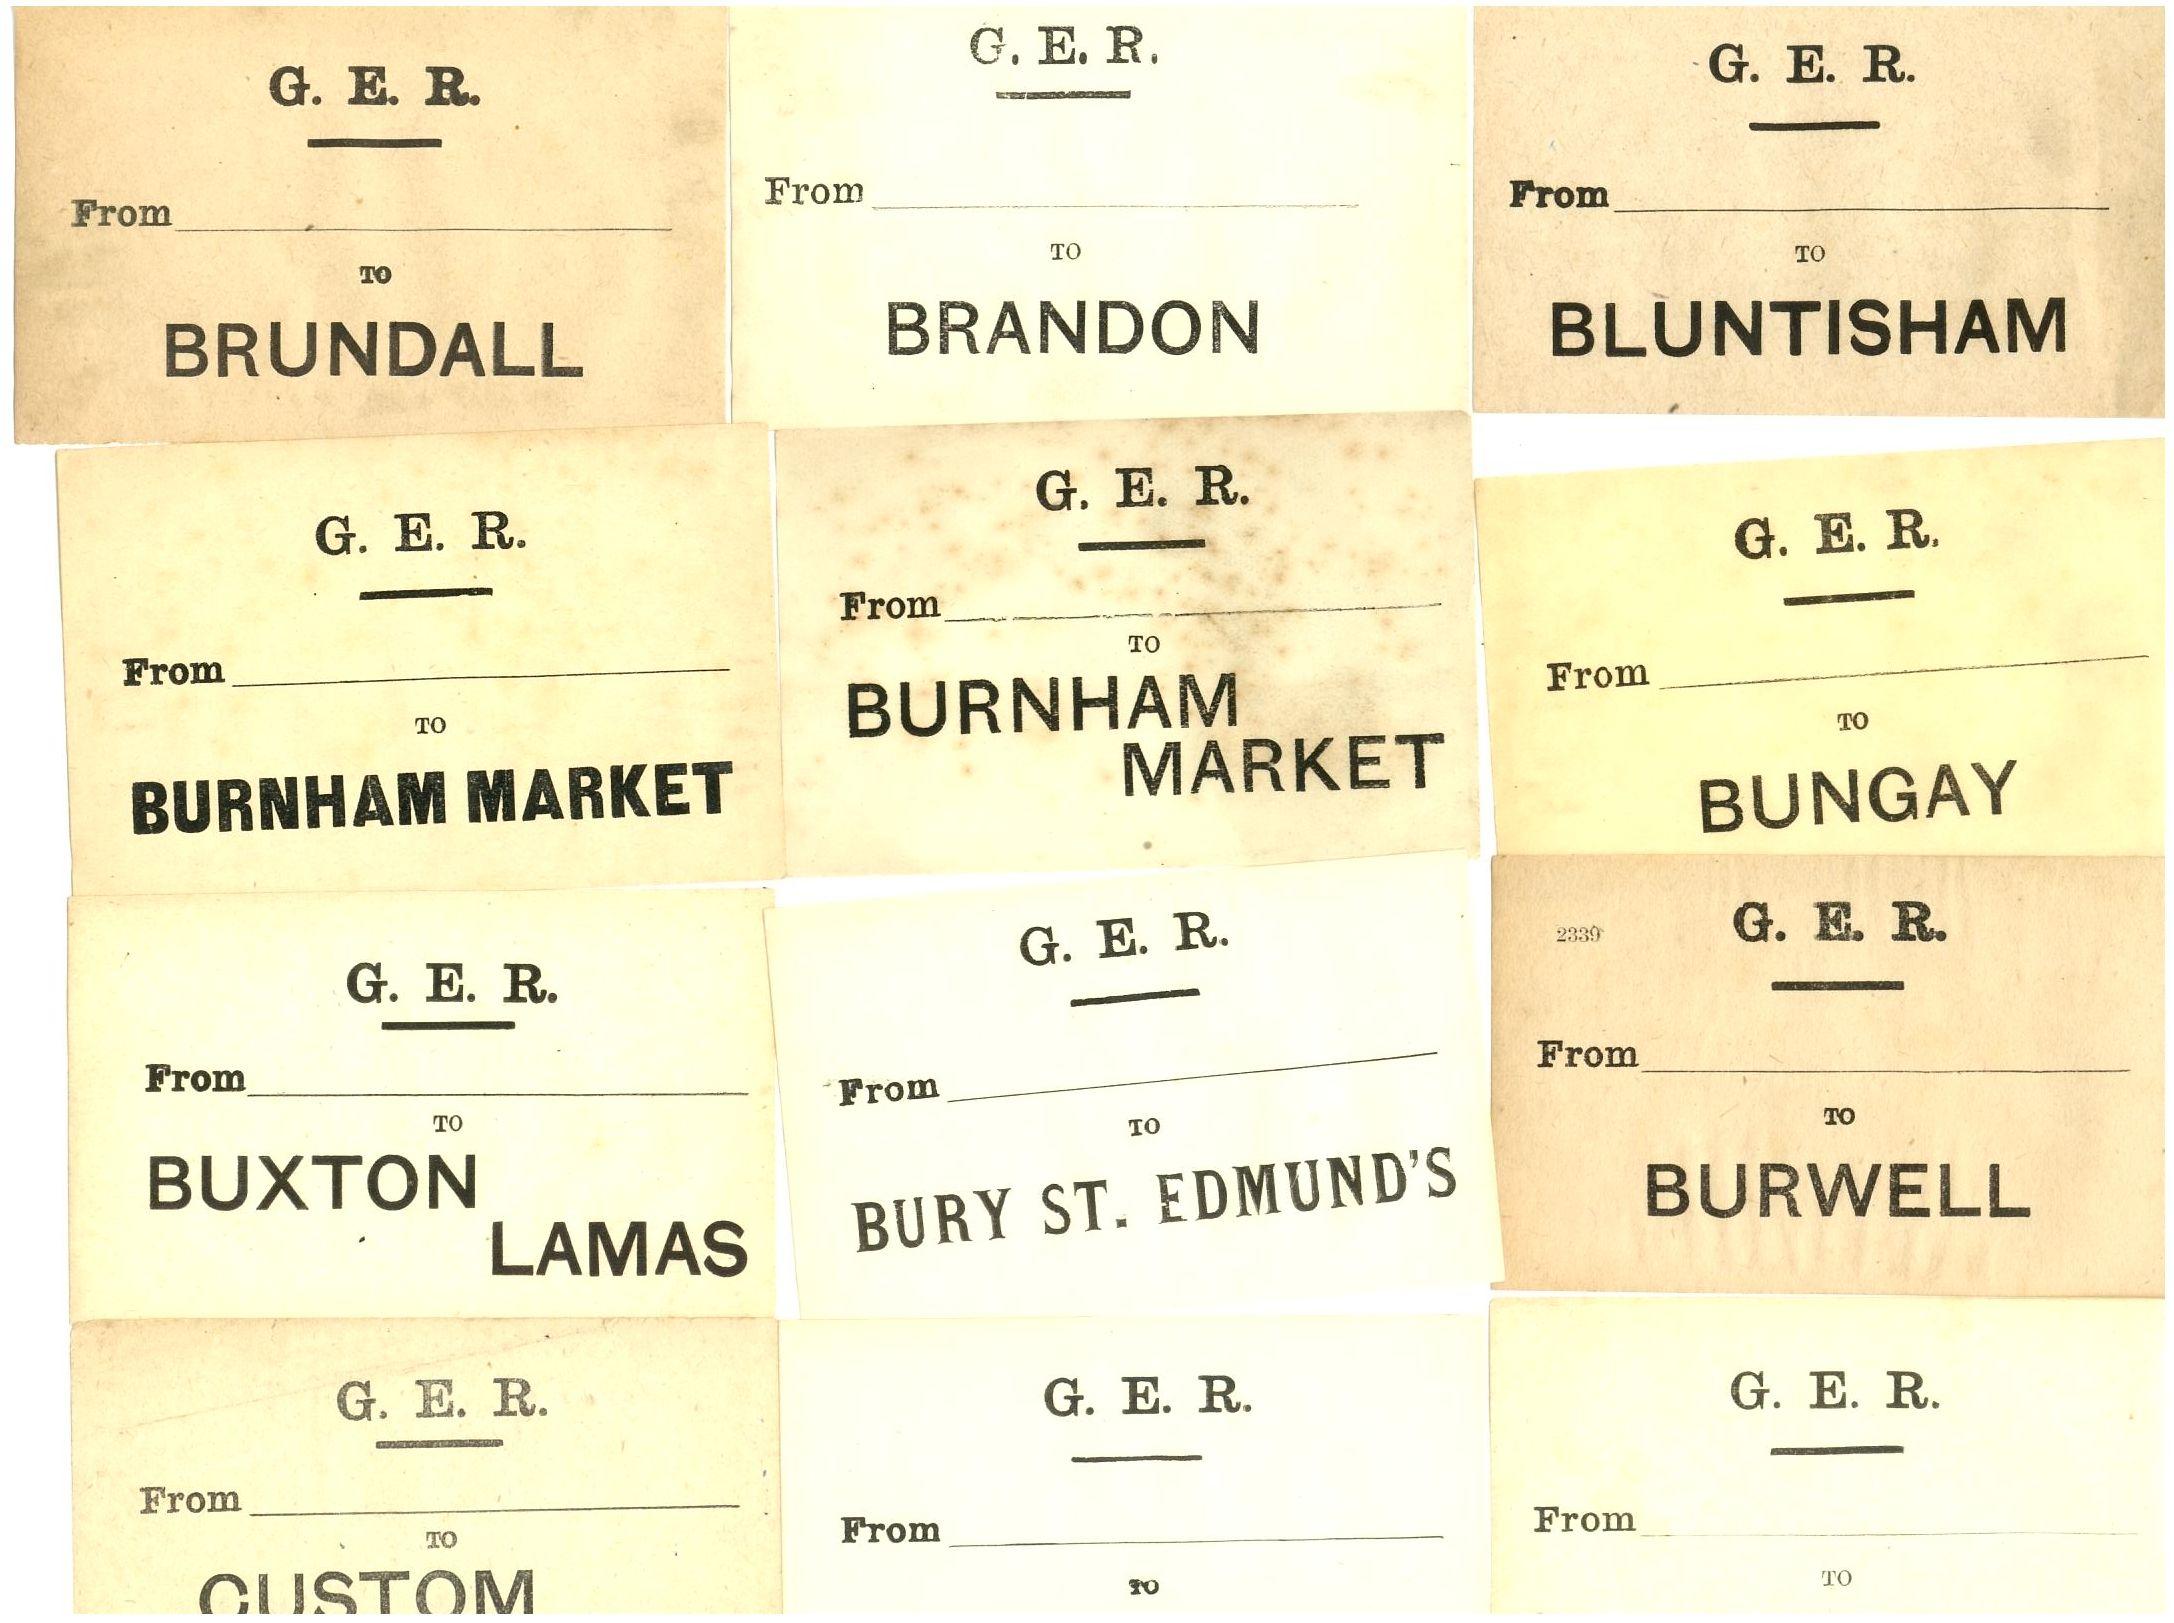 G. E. R.
From
TO
BRUNDALL
G. E. R.
From
TO
BRANDON
G. E. R.
From
TO
BLUNTISHAM
G. E. R.
From
TO
BURNHAM MARKET
G. E. R.
From
TO
BURNHAM
MARKET
G. E. R.
From
TO
BUNGAY
G. E. R.
From
TO
BUXTON
LAMAS
G. E. R.
From
TO
BURY ST. EDMUND'S
2339 G. E. R.
From
TO
BURWELL
G. E. R.
From
TO
CUSTOM
G. E. R.
From
TO
G. E. R.
From
TO